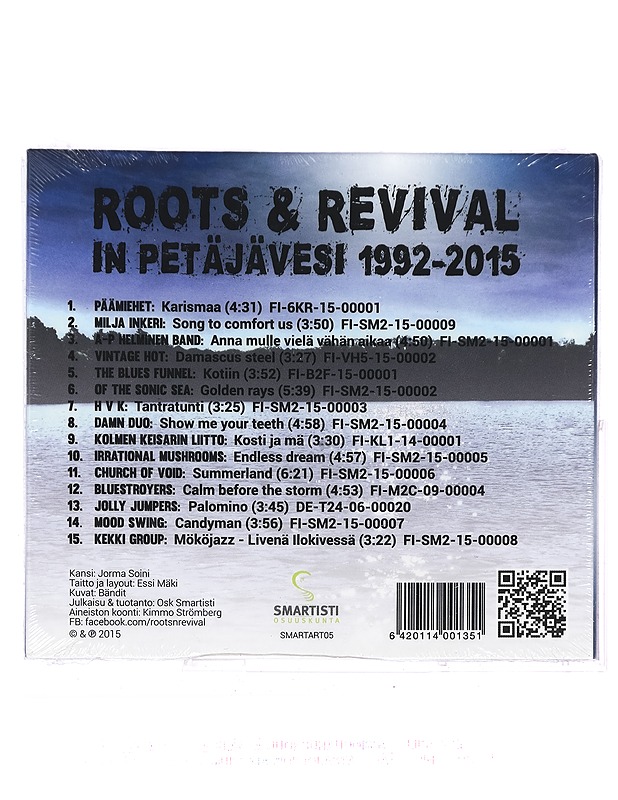 ROOTS & REVIVAL
IN PETÄJÄVESI 1992-2015
1. PÄÄMIEHET: Karismaa (4:31) FI-6KR-15-00001
2. MILJA INKERI: Song to comfort us (3:50) FI-SM2-15-00009
3. A-P HELMINEN BAND: Anna mulle vielä vähän aikaa (4:50) FI-SM2-15-00001
4. VINTAGE HOT: Damascus steel (3:27) FI-VH5-15-00002
5. THE BLUES FUNNEL: Kotiin (3:52) FI-B2F-15-00001
6. OF THE SONIC SEA: Golden rays (5:39) FI-SM2-15-00002
7. H V K: Tantratunti (3:25) FI-SM2-15-00003
8. DAMN DUO: Show me your teeth (4:58) FI-SM2-15-00004
9. KOLMEN KEISARIN LIITTO: Kosti ja mä (3:30) FI-KL1-14-00001
10. IRRATIONAL MUSHROOMS: Endless dream (4:57) FI-SM2-15-00005
11. CHURCH OF VOID: Summerland (6:21) FI-SM2-15-00006
12. BLUESTROYERS: Calm before the storm (4:53) FI-M2C-09-00004
13. JOLLY JUMPERS: Palomino (3:45) DE-T24-06-00020
14. MOOD SWING: Candyman (3:56) FI-SM2-15-00007
15. KEKKI GROUP: Mököjazz - Livenä Ilokivessä (3:22) FI-SM2-15-00008
Kansi: Jorma Soini
Taitto ja layout: Essi Mäki
Kuvat: Bändit
Julkaisu & tuotanto: Osk Smartisti
Aineiston koonti: Kimmo Strömberg
FB: facebook.com/rootsnrevival
© & ℗ 2015
SMARTISTI
OSUUSKUNTA
SMARTART05
6 420114 001351